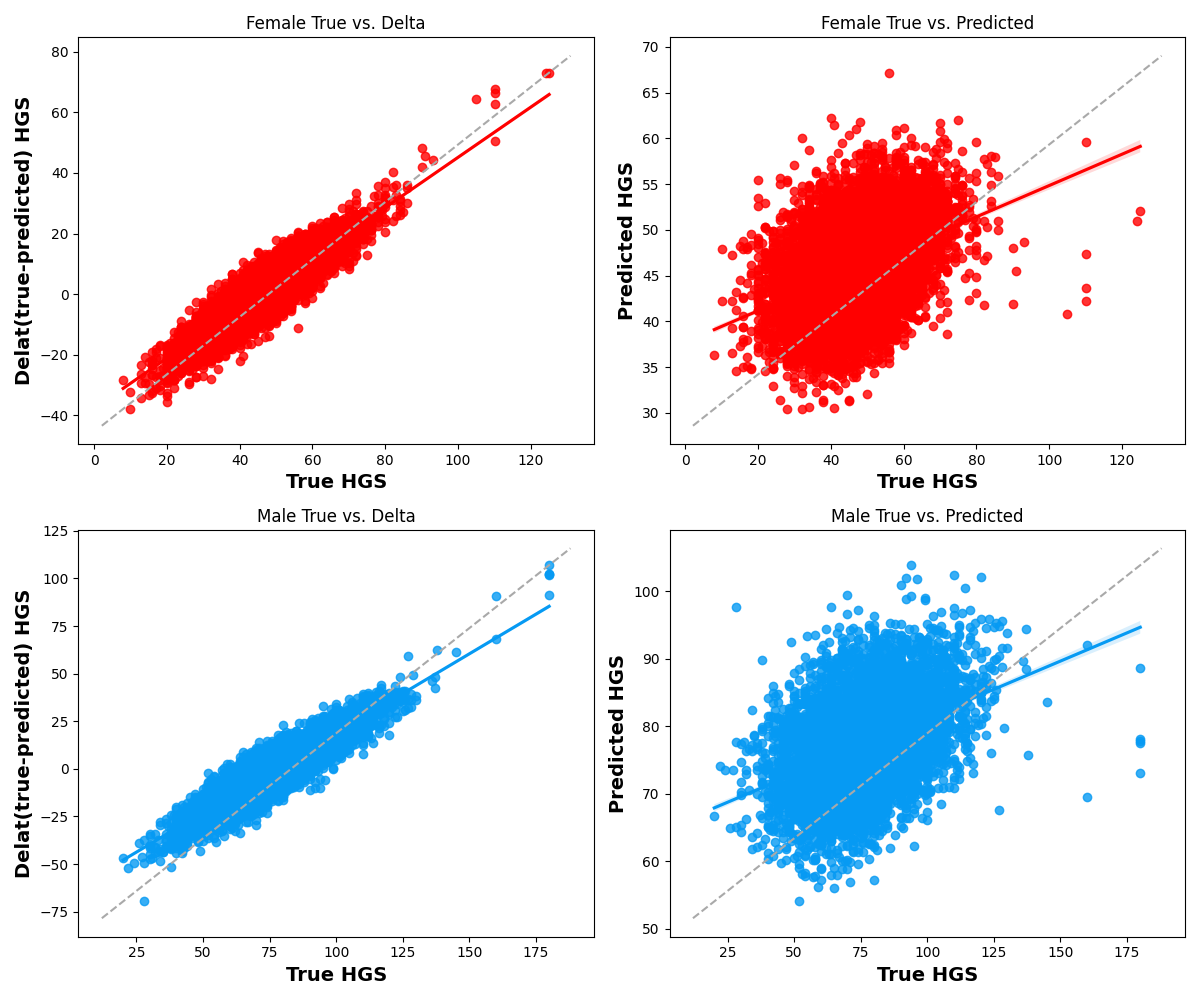 Female True vs. Delta
Delat(true-predicted) HGS
80
60
40
20
0
−20
−40
0 20 40 60 80 100 120
True HGS
Female True vs. Predicted
Predicted HGS
70
65
60
55
50
45
40
35
30
0 20 40 60 80 100 120
True HGS
Male True vs. Delta
Delat(true-predicted) HGS
125
100
75
50
25
0
−25
−50
−75
25 50 75 100 125 150 175
True HGS
Male True vs. Predicted
Predicted HGS
100
90
80
70
60
50
25 50 75 100 125 150 175
True HGS